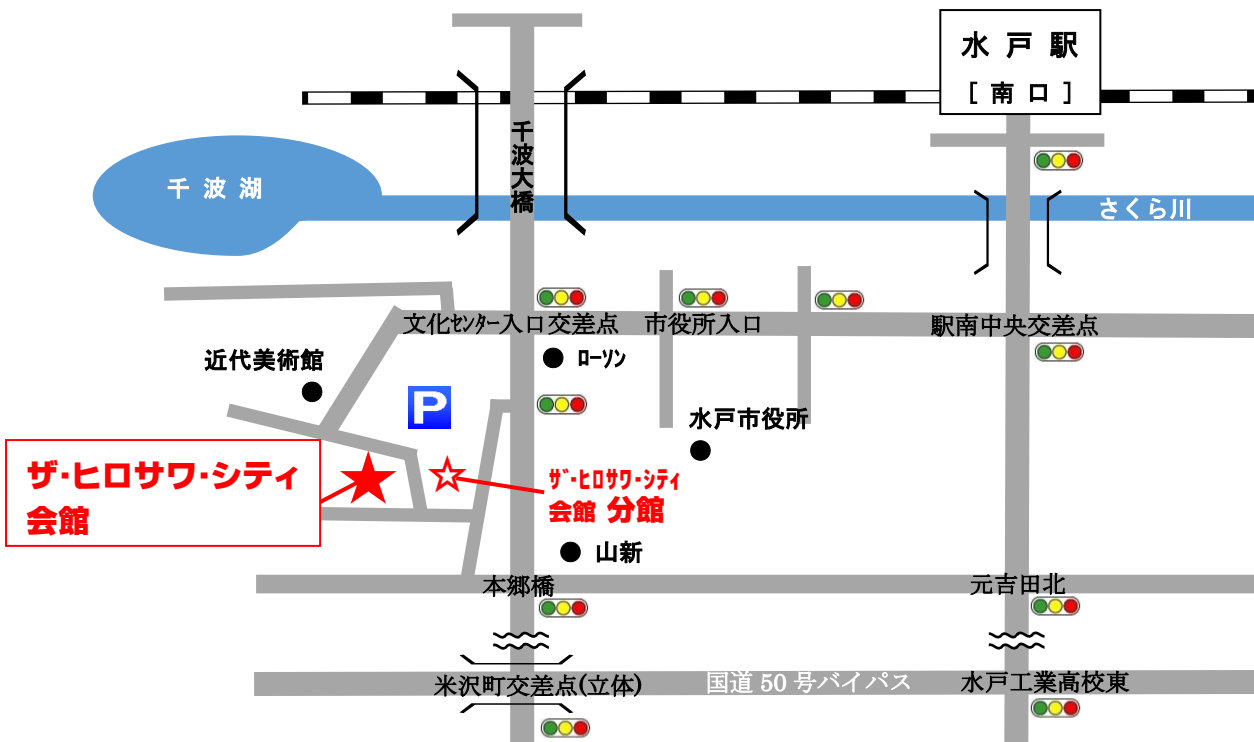 水戸駅
[南口]
千波大橋
千波湖
さくら川
文化センター入口交差点
市役所入口
駅南中央交差点
近代美術館
ローソン
P
水戸市役所
ザ・ヒロサワ・シティ
会館
ザ・ヒロサワ・シティ
会館 分館
山新
本郷橋
元吉田北
米沢町交差点(立体)
国道50号バイパス
水戸工業高校東